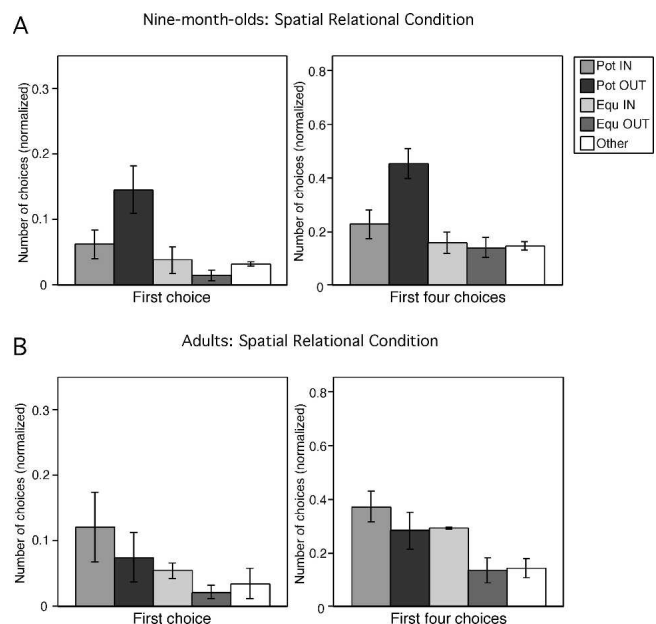 A
Nine-month-olds: Spatial Relational Condition
Number of choices (normalized)
0.3
0.2
0.1
0
First choice
Number of choices (normalized)
0.8
0.6
0.4
0.2
0
First four choices
Pot IN
Pot OUT
Equ IN
Equ OUT
Other
B
Adults: Spatial Relational Condition
Number of choices (normalized)
0.3
0.2
0.1
0
First choice
Number of choices (normalized)
0.8
0.6
0.4
0.2
0
First four choices